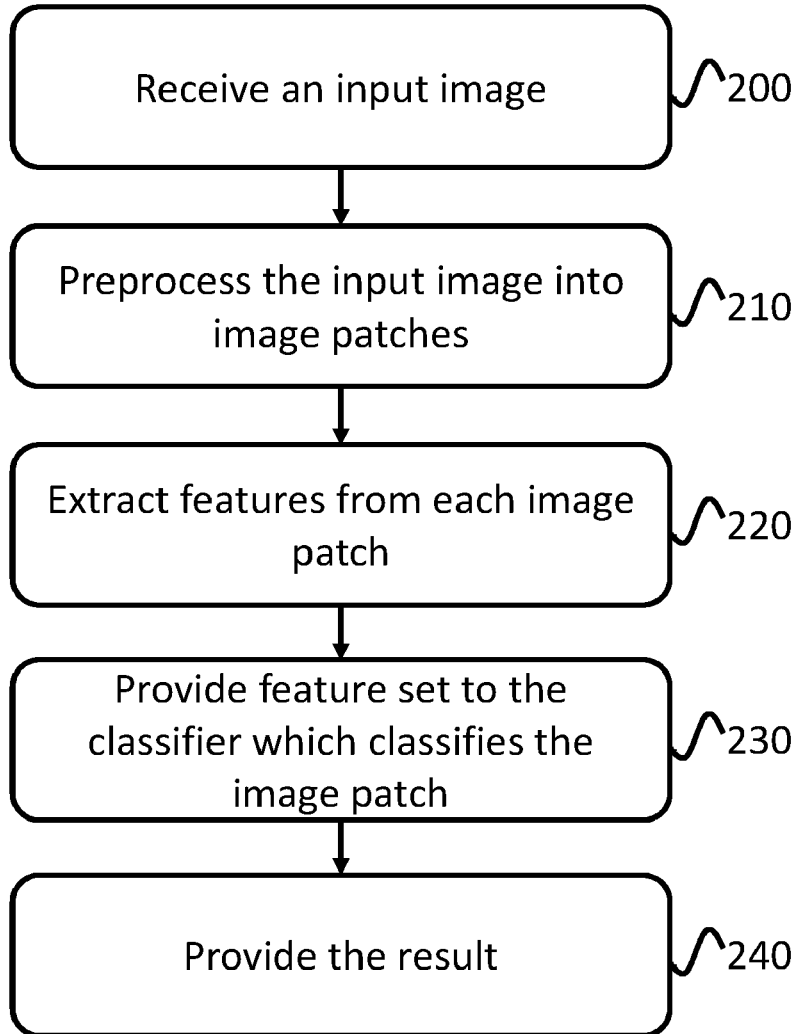 Receive an input image
200
Preprocess the input image into
image patches
210
Extract features from each image
patch
220
Provide feature set to the
classifier which classifies the
image patch
230
Provide the result
240